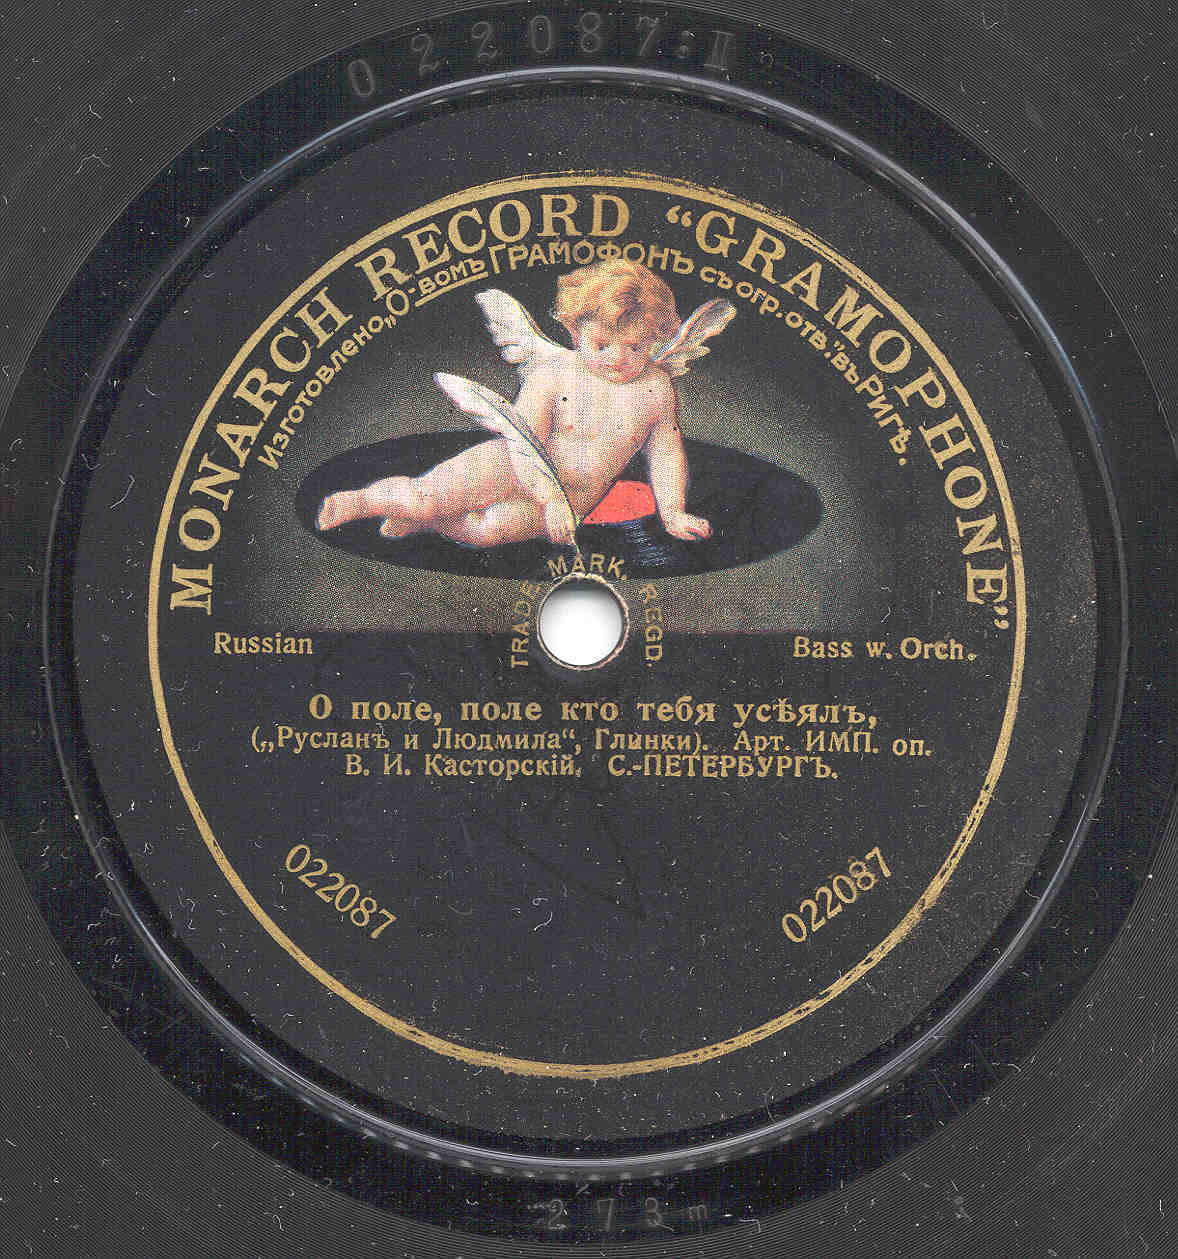 022087:II
MONARCH RECORD “GRAMOPHONE”
Изготовлено „О-вомъ ГРАМОФОНЪ съ огр. отв.“ въ Ригѣ.
TRADE MARK. REGD.
Russian
Bass w. Orch.
О поле, поле кто тебя усѣялъ,
(„Русланъ и Людмила“, Глинки). Арт. ИМП. оп.
В. И. Касторскій. С.-ПЕТЕРБУРГЪ.
022087
022087
273m